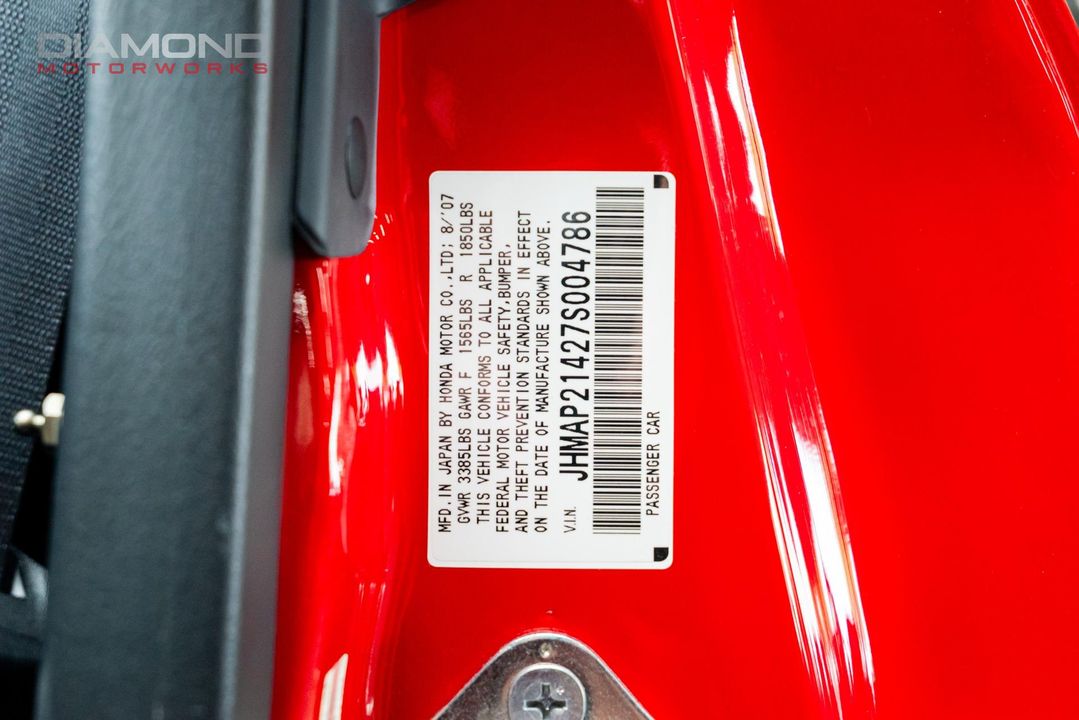 DIAMOND
MOTORWORKS
MFD. IN JAPAN BY HONDA MOTOR CO., LTD; 8/'07
GVWR 3385LBS GAWR F 1565LBS R 1850LBS
THIS VEHICLE CONFORMS TO ALL APPLICABLE
FEDERAL MOTOR VEHICLE SAFETY, BUMPER,
AND THEFT PREVENTION STANDARDS IN EFFECT
ON THE DATE OF MANUFACTURE SHOWN ABOVE.
V.I.N. JHMAP21427S004786
PASSENGER CAR